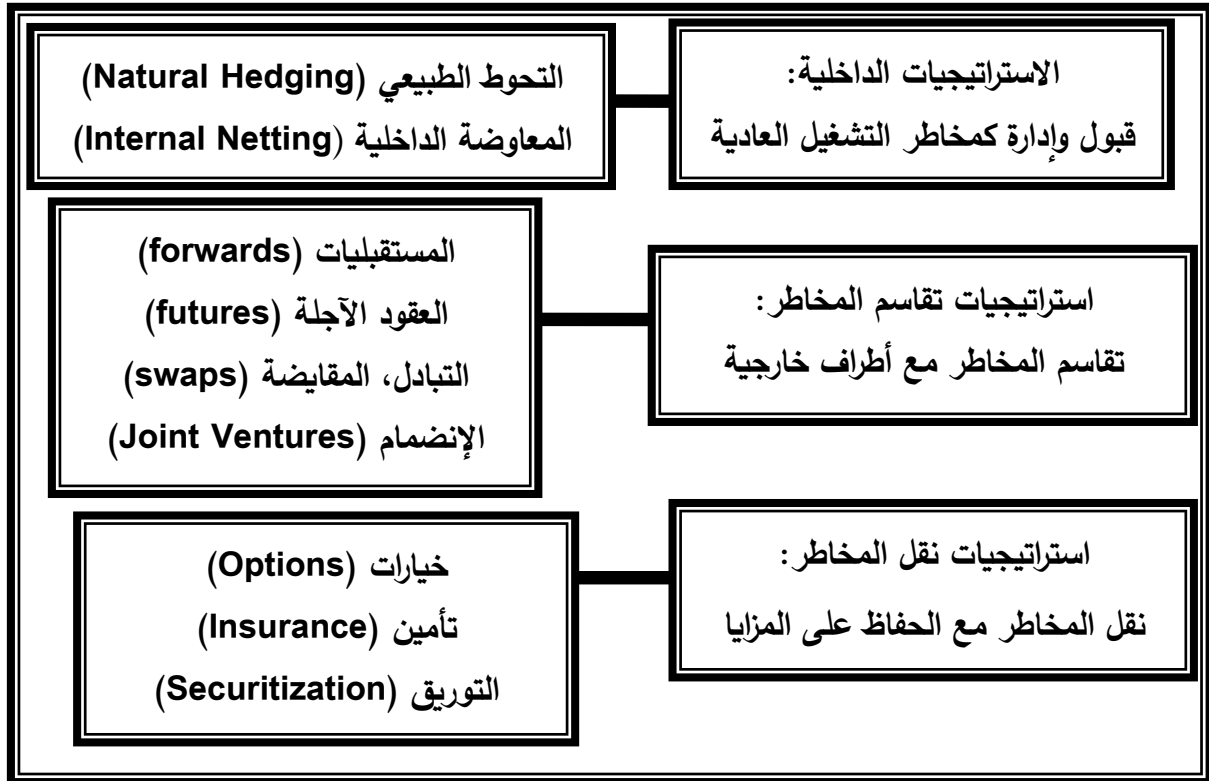 الاستراتيجيات الداخلية:
قبول وإدارة كمخاطر التشغيل العادية
التحوط الطبيعي (Natural Hedging)
المعاوضة الداخلية (Internal Netting)
استراتيجيات تقاسم المخاطر:
تقاسم المخاطر مع أطراف خارجية
المستقبليات (forwards)
العقود الآجلة (futures)
التبادل، المقايضة (swaps)
الإنضمام (Joint Ventures)
استراتيجيات نقل المخاطر:
نقل المخاطر مع الحفاظ على المزايا
خيارات (Options)
تأمين (Insurance)
التوريق (Securitization)